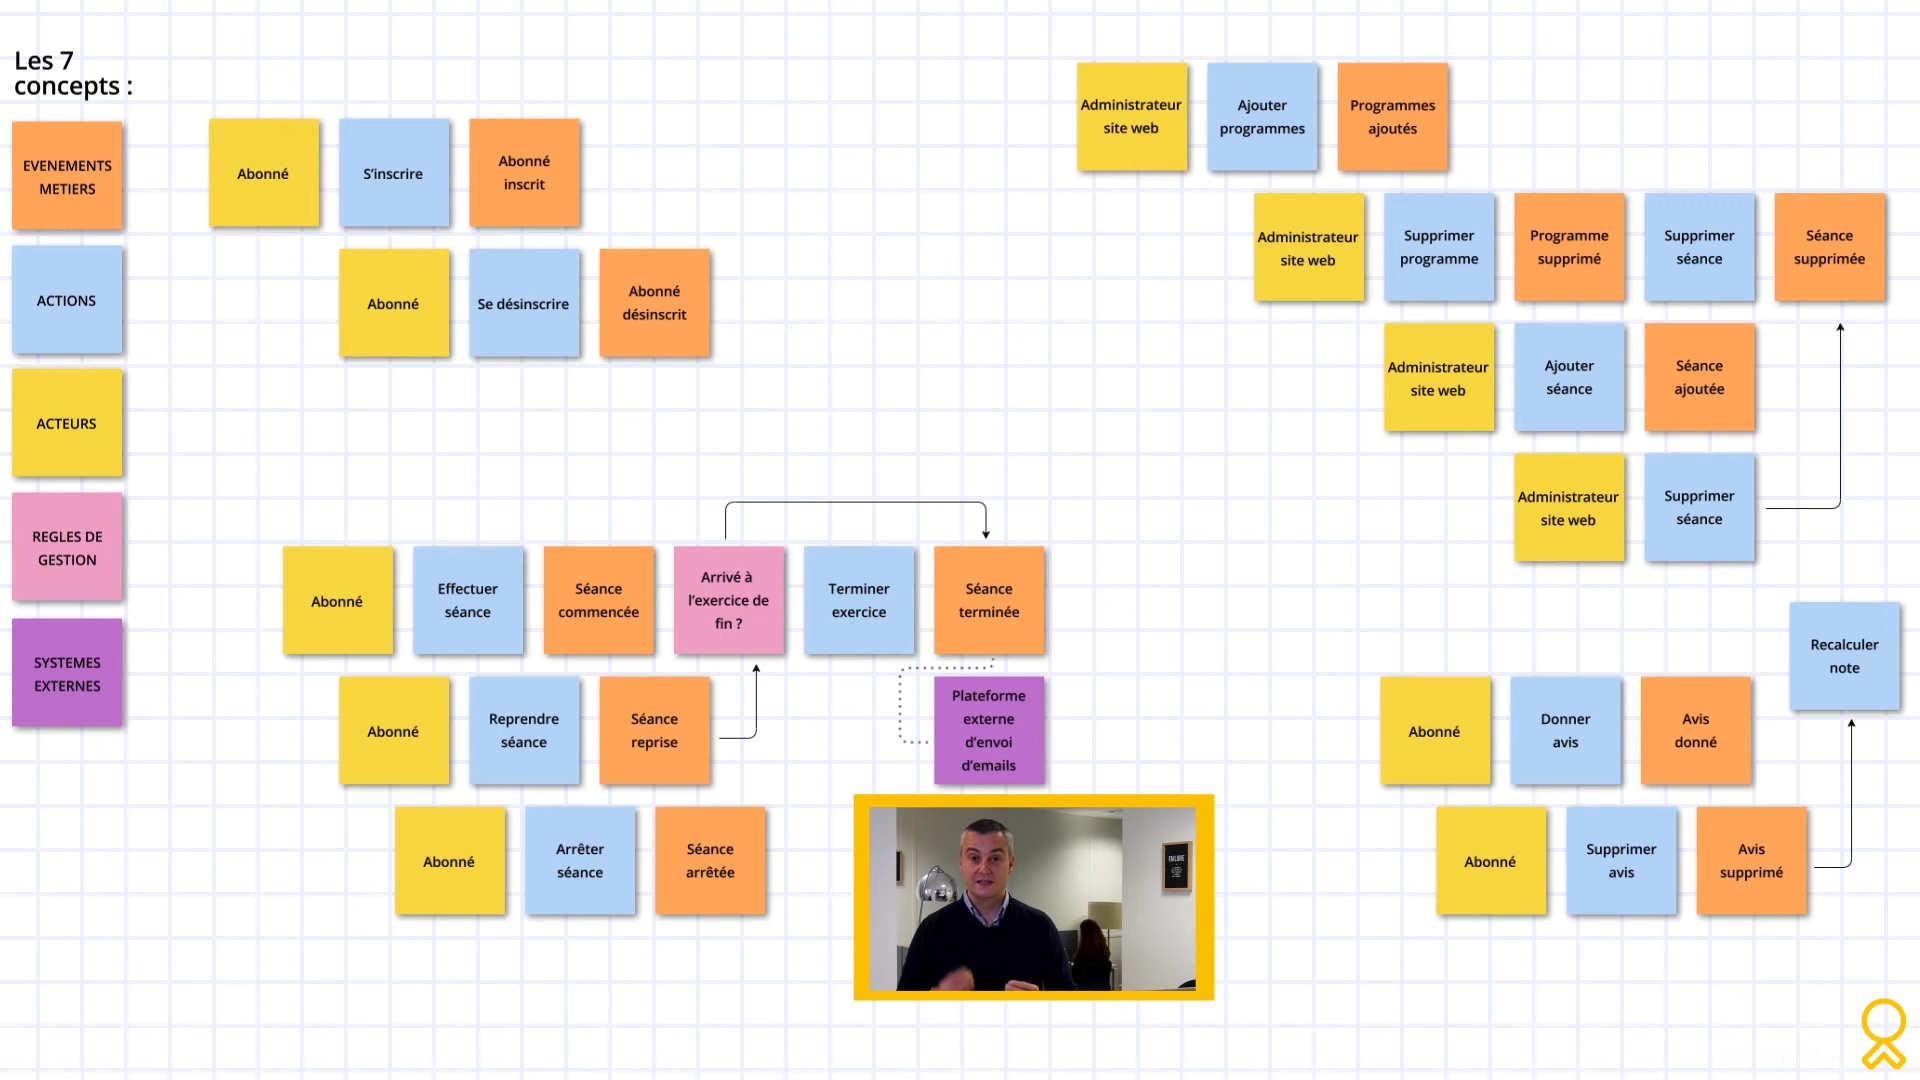 Les 7
concepts :
EVENEMENTS
METIERS
ACTIONS
ACTEURS
REGLES DE
GESTION
SYSTEMES
EXTERNES
Abonné
S’inscrire
Abonné
inscrit
Abonné
Se désinscrire
Abonné
désinscrit
Administrateur
site web
Ajouter
programmes
Programmes
ajoutés
Administrateur
site web
Supprimer
programme
Programme
supprimé
Supprimer
séance
Séance
supprimée
Administrateur
site web
Ajouter
séance
Séance
ajoutée
Administrateur
site web
Supprimer
séance
Abonné
Effectuer
séance
Séance
commencée
Arrivé à
l’exercice de
fin ?
Terminer
exercice
Séance
terminée
Abonné
Reprendre
séance
Séance
reprise
Plateforme
externe
d’envoi
d’emails
Abonné
Arrêter
séance
Séance
arrêtée
Recalculer
note
Abonné
Donner
avis
Avis
donné
Abonné
Supprimer
avis
Avis
supprimé
FAILURE